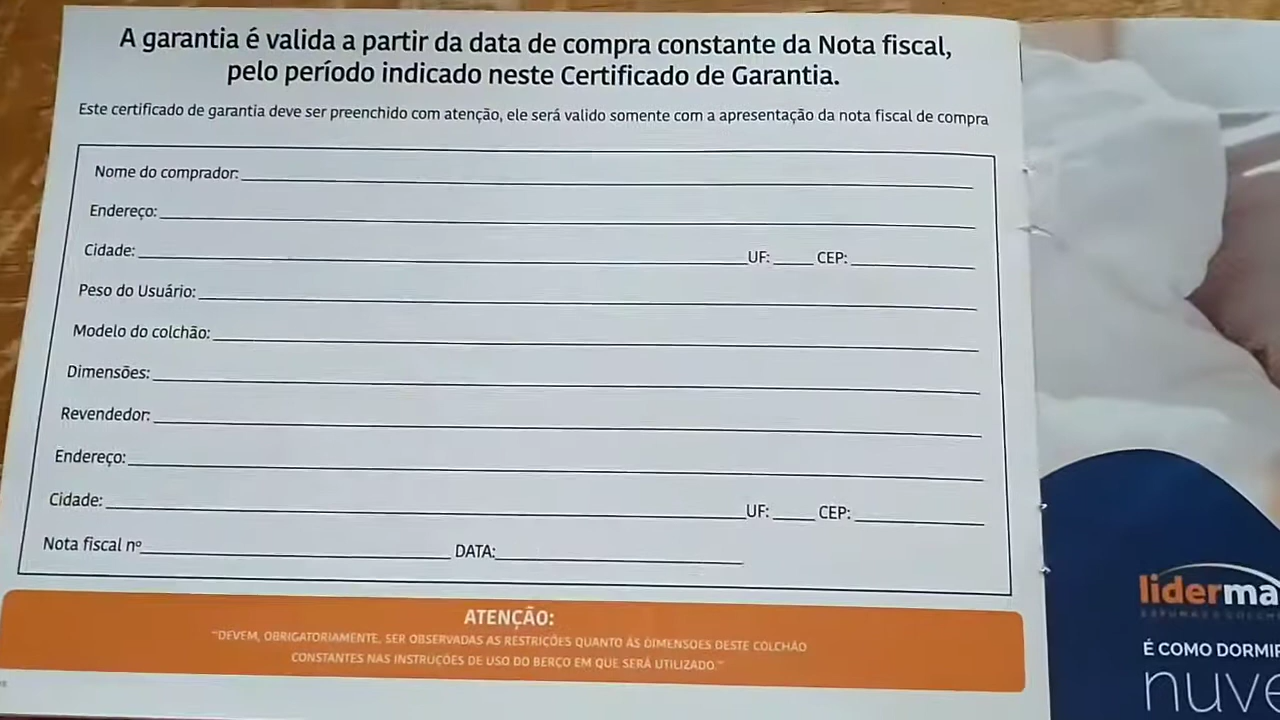 A garantia é valida a partir da data de compra constante da Nota fiscal,
pelo período indicado neste Certificado de Garantia.
Este certificado de garantia deve ser preenchido com atenção, ele será valido somente com a apresentação da nota fiscal de compra
Nome do comprador:
Endereço:
Cidade: UF: CEP:
Peso do Usuário:
Modelo do colchão:
Dimensões:
Revendedor:
Endereço:
Cidade: UF: CEP:
Nota fiscal nº DATA:
ATENÇÃO:
"DEVEM, OBRIGATORIAMENTE, SER OBSERVADAS AS RESTRIÇÕES QUANTO ÀS DIMENSOES DESTE COLCHÃO
CONSTANTES NAS INSTRUÇÕES DE USO DO BERÇO EM QUE SERÁ UTILIZADO."
liderma
É COMO DORMIR
nuve